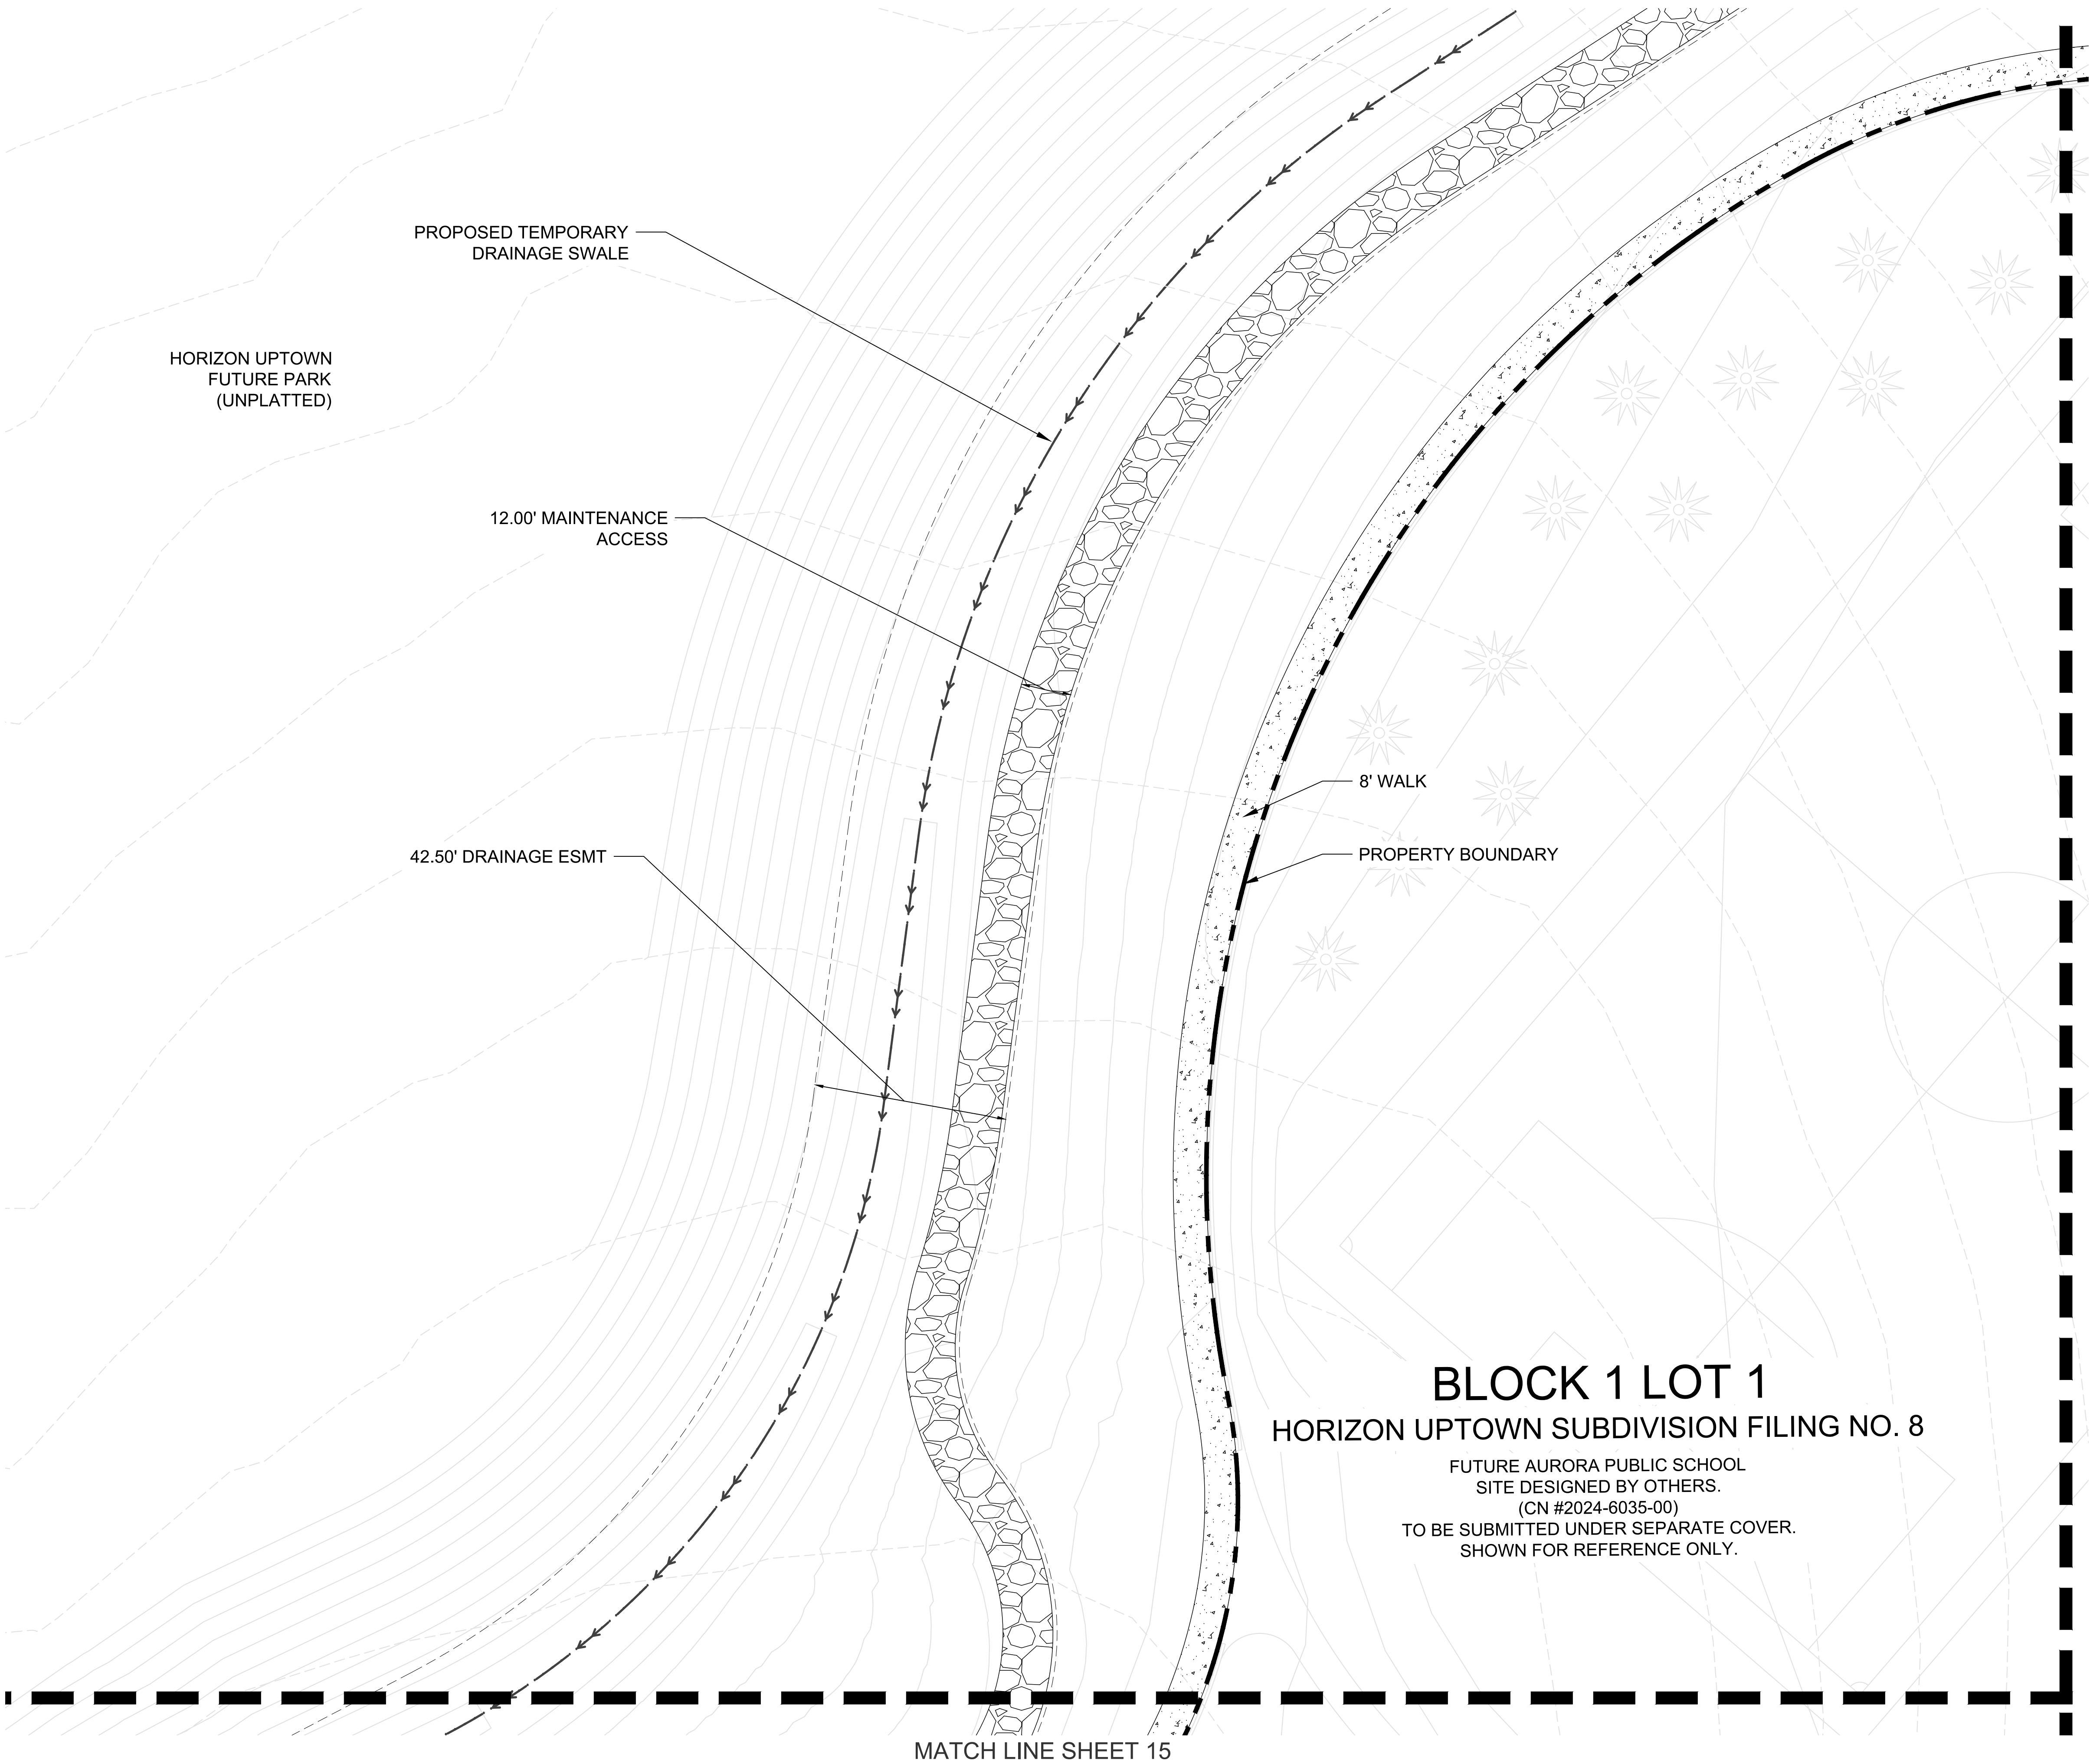 PROPOSED TEMPORARY
DRAINAGE SWALE
HORIZON UPTOWN
FUTURE PARK
(UNPLATTED)
12.00' MAINTENANCE
ACCESS
8' WALK
42.50' DRAINAGE ESMT
PROPERTY BOUNDARY
BLOCK 1 LOT 1
HORIZON UPTOWN SUBDIVISION FILING NO. 8
FUTURE AURORA PUBLIC SCHOOL
SITE DESIGNED BY OTHERS.
(CN #2024-6035-00)
TO BE SUBMITTED UNDER SEPARATE COVER.
SHOWN FOR REFERENCE ONLY.
MATCH LINE SHEET 15